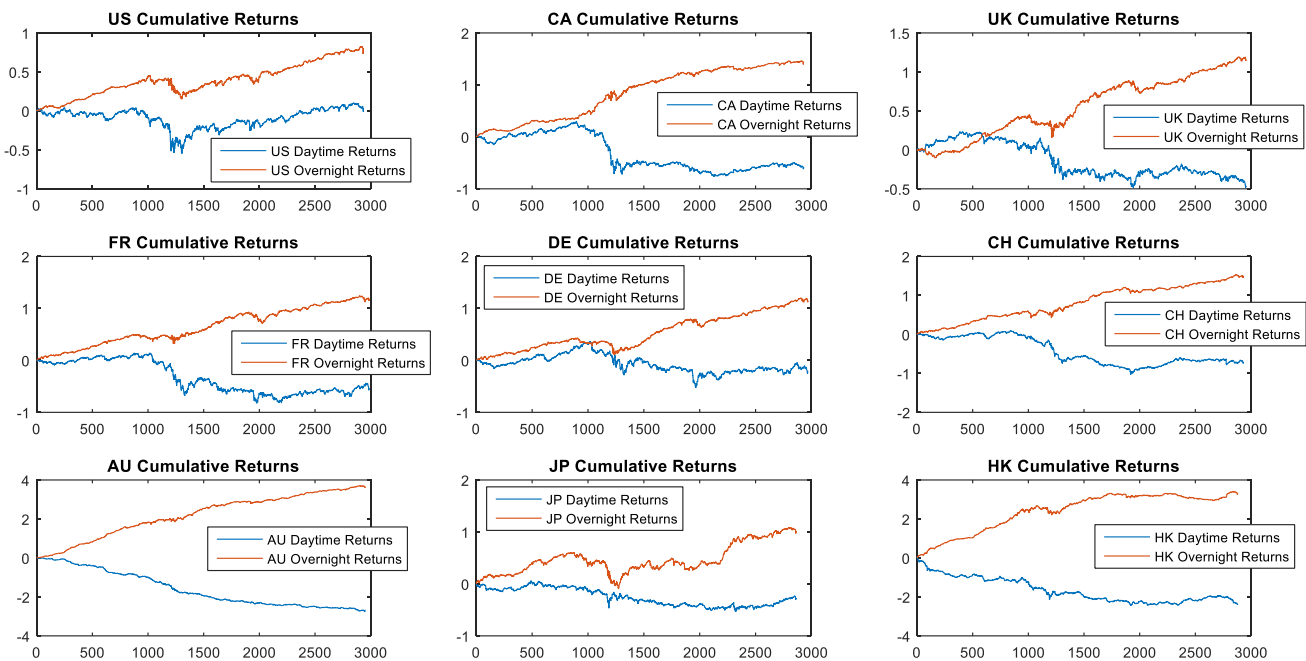 US Cumulative Returns
1
0.5
0
-0.5
-1
0 500 1000 1500 2000 2500 3000
US Daytime Returns
US Overnight Returns
CA Cumulative Returns
2
1
0
-1
0 500 1000 1500 2000 2500 3000
CA Daytime Returns
CA Overnight Returns
UK Cumulative Returns
1.5
1
0.5
0
-0.5
0 500 1000 1500 2000 2500 3000
UK Daytime Returns
UK Overnight Returns
FR Cumulative Returns
2
1
0
-1
0 500 1000 1500 2000 2500 3000
FR Daytime Returns
FR Overnight Returns
DE Cumulative Returns
2
1
0
-1
0 500 1000 1500 2000 2500 3000
DE Daytime Returns
DE Overnight Returns
CH Cumulative Returns
2
1
0
-1
-2
0 500 1000 1500 2000 2500 3000
CH Daytime Returns
CH Overnight Returns
AU Cumulative Returns
4
2
0
-2
-4
0 500 1000 1500 2000 2500 3000
AU Daytime Returns
AU Overnight Returns
JP Cumulative Returns
2
1
0
-1
0 500 1000 1500 2000 2500 3000
JP Daytime Returns
JP Overnight Returns
HK Cumulative Returns
4
2
0
-2
-4
0 500 1000 1500 2000 2500 3000
HK Daytime Returns
HK Overnight Returns